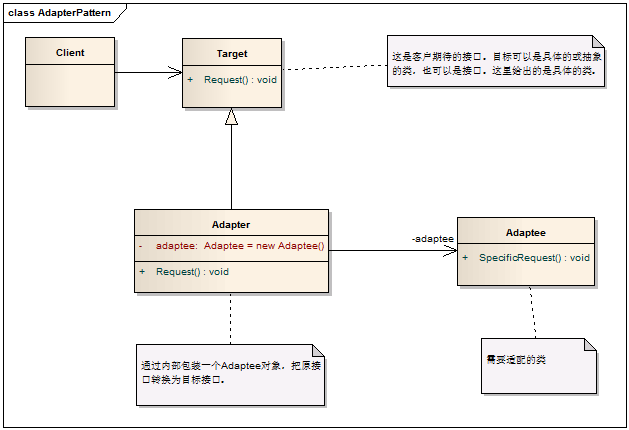 class AdapterPattern
Client
Target
+ Request() : void
这是客户期待的接口。目标可以是具体的或抽象
的类，也可以是接口。这里给出的是具体的类。
Adapter
- adaptee: Adaptee = new Adaptee()
+ Request() : void
-adaptee
Adaptee
+ SpecificRequest() : void
通过内部包装一个Adaptee对象，把原接
口转换为目标接口。
需要适配的类